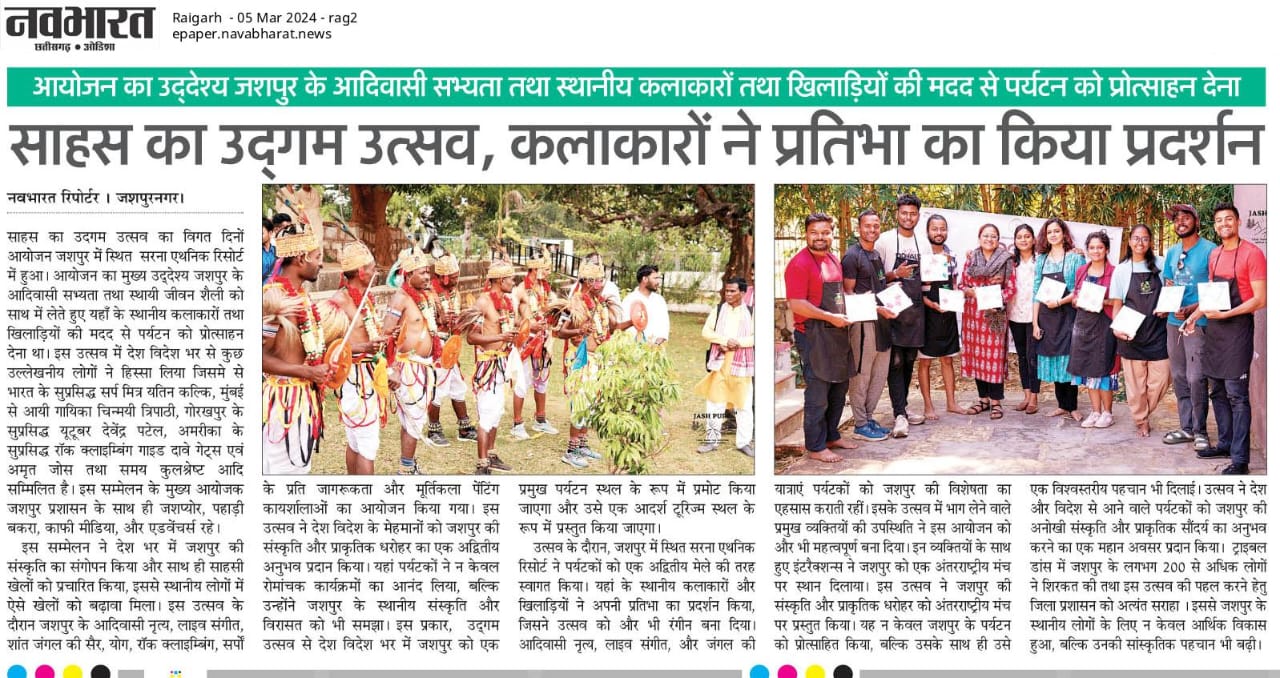 नवभारत
छत्तीसगढ़ • ओडिशा
Raigarh - 05 Mar 2024 - rag2
epaper.navabharat.news
आयोजन का उद्देश्य जशपुर के आदिवासी सभ्यता तथा स्थानीय कलाकारों तथा खिलाड़ियों की मदद से पर्यटन को प्रोत्साहन देना
साहस का उद्गम उत्सव, कलाकारों ने प्रतिभा का किया प्रदर्शन
नवभारत रिपोर्टर । जशपुरनगर।
साहस का उदगम उत्सव का विगत दिनों
आयोजन जशपुर में स्थित सरना एथनिक रिसोर्ट
में हुआ। आयोजन का मुख्य उद्देश्य जशपुर के
आदिवासी सभ्यता तथा स्थायी जीवन शैली को
साथ में लेते हुए यहाँ के स्थानीय कलाकारों तथा
खिलाड़ियों की मदद से पर्यटन को प्रोत्साहन
देना था। इस उत्सव में देश विदेश भर से कुछ
उल्लेखनीय लोगों ने हिस्सा लिया जिसमे से
भारत के सुप्रसिद्ध सर्प मित्र यतिन कल्कि, मुंबई
से आयी गायिका चिन्मयी त्रिपाठी, गोरखपुर के
सुप्रसिद्ध यूटूबर देवेंद्र पटेल, अमरीका के
सुप्रसिद्ध रॉक क्लाइम्बिंग गाइड दावे गेट्स एवं
अमृत जोस तथा समय कुलश्रेष्ट आदि
सम्मिलित है। इस सम्मेलन के मुख्य आयोजक
जशपुर प्रशासन के साथ ही जशप्योर, पहाड़ी
बकरा, काफी मीडिया, और एडवेंचर्स रहे।
इस सम्मेलन ने देश भर में जशपुर की
संस्कृति का संगोपन किया और साथ ही साहसी
खेलों को प्रचारित किया, इससे स्थानीय लोगों में
ऐसे खेलों को बढ़ावा मिला। इस उत्सव के
दौरान जशपुर के आदिवासी नृत्य, लाइव संगीत,
शांत जंगल की सैर, योग, रॉक क्लाइम्बिंग, सर्पों
के प्रति जागरूकता और मूर्तिकला पेंटिंग
कार्यशालाओं का आयोजन किया गया। इस
उत्सव ने देश विदेश के मेहमानों को जशपुर की
संस्कृति और प्राकृतिक धरोहर का एक अद्वितीय
अनुभव प्रदान किया। यहां पर्यटकों ने न केवल
रोमांचक कार्यक्रमों का आनंद लिया, बल्कि
उन्होंने जशपुर के स्थानीय संस्कृति और
विरासत को भी समझा। इस प्रकार, उद्गम
उत्सव से देश विदेश भर में जशपुर को एक
प्रमुख पर्यटन स्थल के रूप में प्रमोट किया
जाएगा और उसे एक आदर्श टूरिज्म स्थल के
रूप में प्रस्तुत किया जाएगा।
उत्सव के दौरान, जशपुर में स्थित सरना एथनिक
रिसोर्ट ने पर्यटकों को एक अद्वितीय मेले की तरह
स्वागत किया। यहां के स्थानीय कलाकारों और
खिलाड़ियों ने अपनी प्रतिभा का प्रदर्शन किया,
जिसने उत्सव को और भी रंगीन बना दिया।
आदिवासी नृत्य, लाइव संगीत, और जंगल की
यात्राएं पर्यटकों को जशपुर की विशेषता का
एहसास कराती रहीं। इसके उत्सव में भाग लेने वाले
प्रमुख व्यक्तियों की उपस्थिति ने इस आयोजन को
और भी महत्वपूर्ण बना दिया। इन व्यक्तियों के साथ
हुए इंटरैक्शन्स ने जशपुर को एक अंतरराष्ट्रीय मंच
पर स्थान दिलाया। इस उत्सव ने जशपुर की
संस्कृति और प्राकृतिक धरोहर को अंतरराष्ट्रीय मंच
पर प्रस्तुत किया। यह न केवल जशपुर के पर्यटन
को प्रोत्साहित किया, बल्कि उसके साथ ही उसे
एक विश्वस्तरीय पहचान भी दिलाई। उत्सव ने देश
और विदेश से आने वाले पर्यटकों को जशपुर की
अनोखी संस्कृति और प्राकृतिक सौंदर्य का अनुभव
करने का एक महान अवसर प्रदान किया। ट्राइबल
डांस में जशपुर के लगभग 200 से अधिक लोगों
ने शिरकत की तथा इस उत्सव की पहल करने हेतु
जिला प्रशासन को अत्यंत सराहा । इससे जशपुर के
स्थानीय लोगों के लिए न केवल आर्थिक विकास
हुआ, बल्कि उनकी सांस्कृतिक पहचान भी बढ़ी।
JASH PUR
JASH